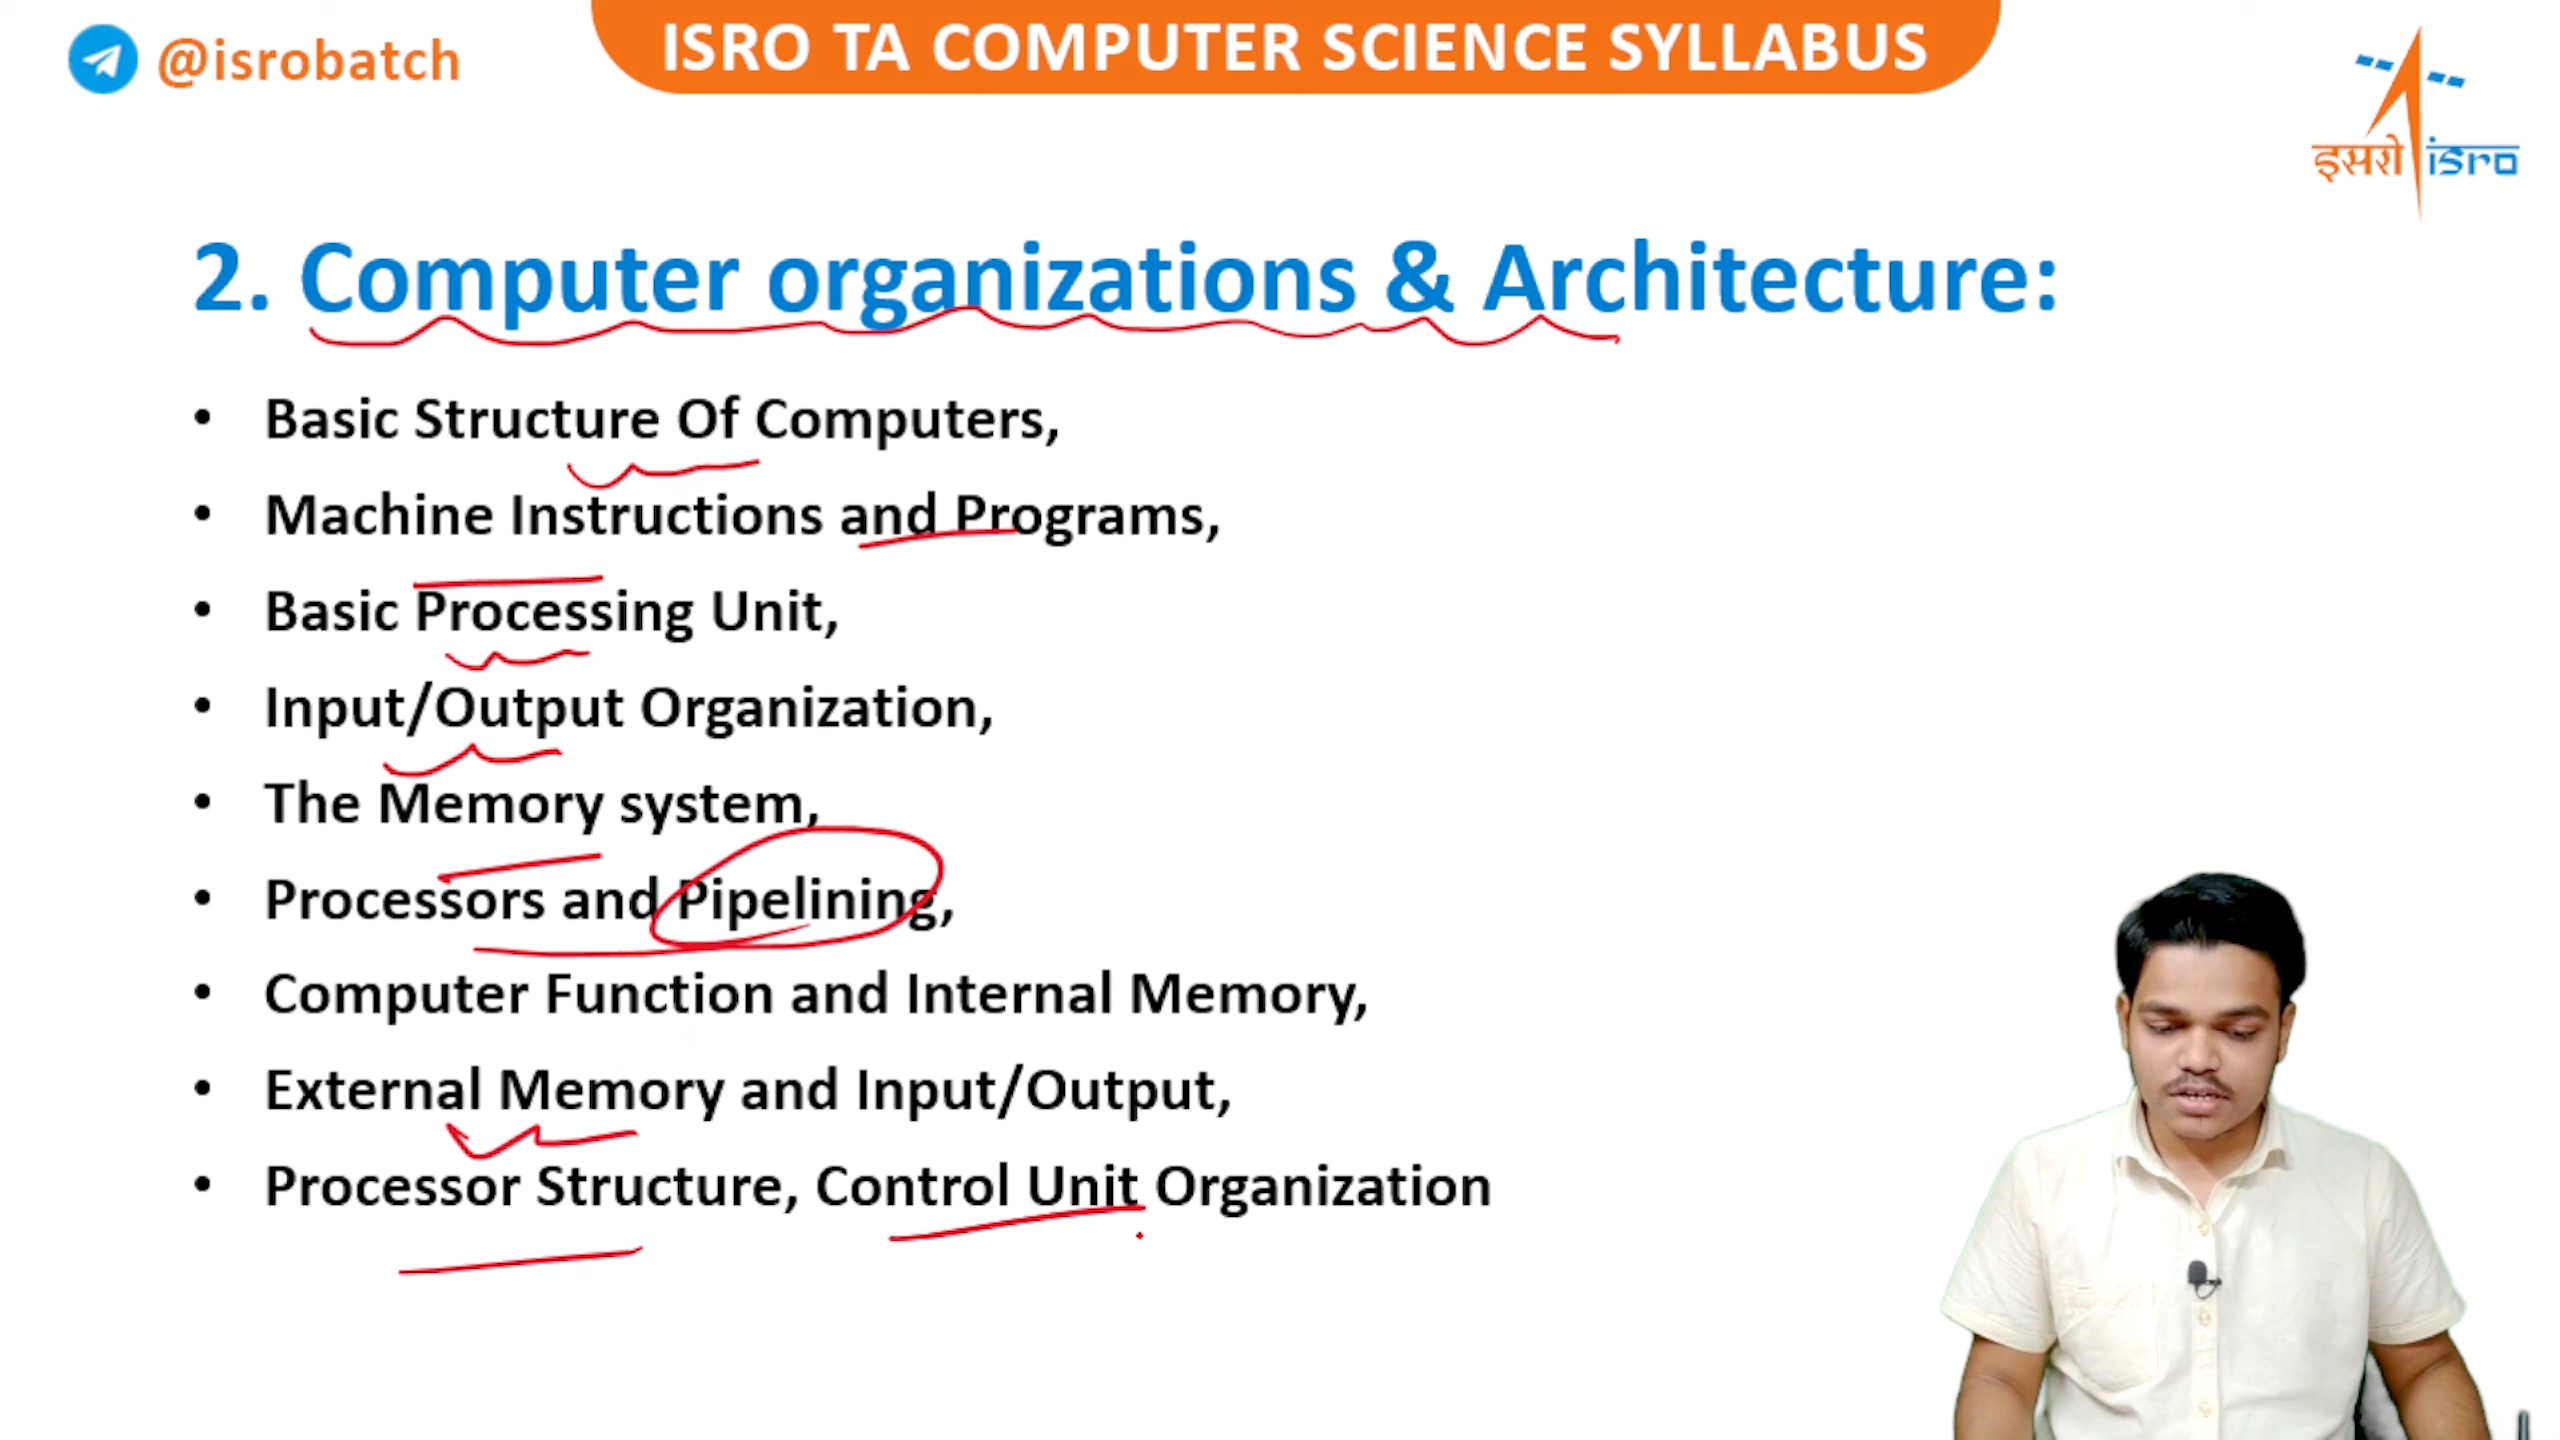 @isrobatch
ISRO TA COMPUTER SCIENCE SYLLABUS
इसरो isro
2. Computer organizations & Architecture:
• Basic Structure Of Computers,
• Machine Instructions and Programs,
• Basic Processing Unit,
• Input/Output Organization,
• The Memory system,
• Processors and Pipelining,
• Computer Function and Internal Memory,
• External Memory and Input/Output,
• Processor Structure, Control Unit Organization